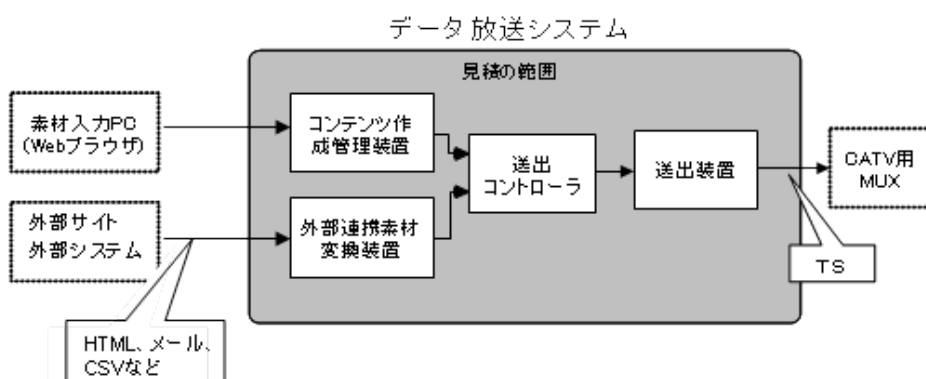 データ放送システム
見積の範囲
素材入力PC
(Webブラウザ)
コンテンツ作
成管理装置
送出
コントローラ
送出装置
CATV用
MUX
外部サイト
外部システム
外部連携素材
変換装置
TS
HTML、メール、
CSVなど